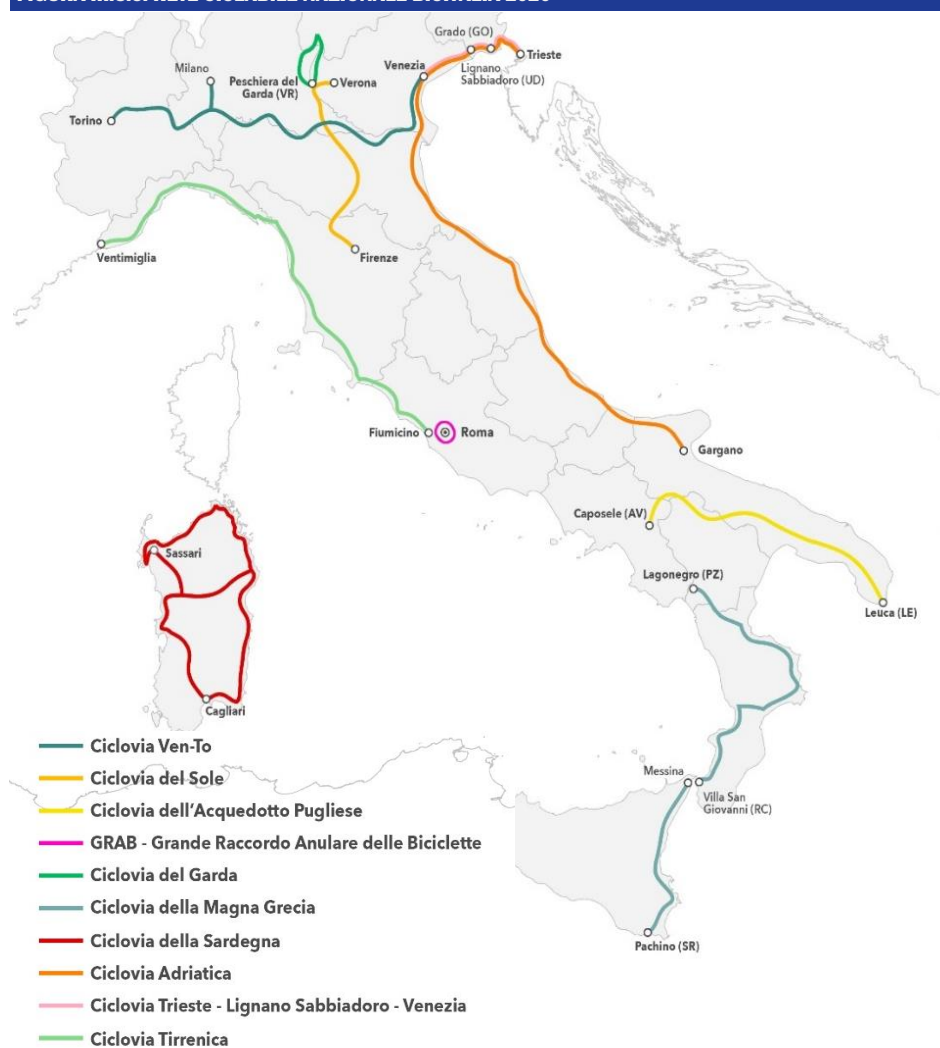 Grado (GO)
Trieste
Venezia
Lignano
Sabbiadoro (UD)
Milano
Peschiera del
Garda (VR)
Verona
Torino
Ventimiglia
Firenze
Fiumicino
Roma
Gargano
Caposele (AV)
Sassari
Lagonegro (PZ)
Leuca (LE)
Cagliari
Messina
Villa San
Giovanni (RC)
Pachino (SR)
Ciclovia Ven-To
Ciclovia del Sole
Ciclovia dell'Acquedotto Pugliese
GRAB - Grande Raccordo Anulare delle Biciclette
Ciclovia del Garda
Ciclovia della Magna Grecia
Ciclovia della Sardegna
Ciclovia Adriatica
Ciclovia Trieste - Lignano Sabbiadoro - Venezia
Ciclovia Tirrenica